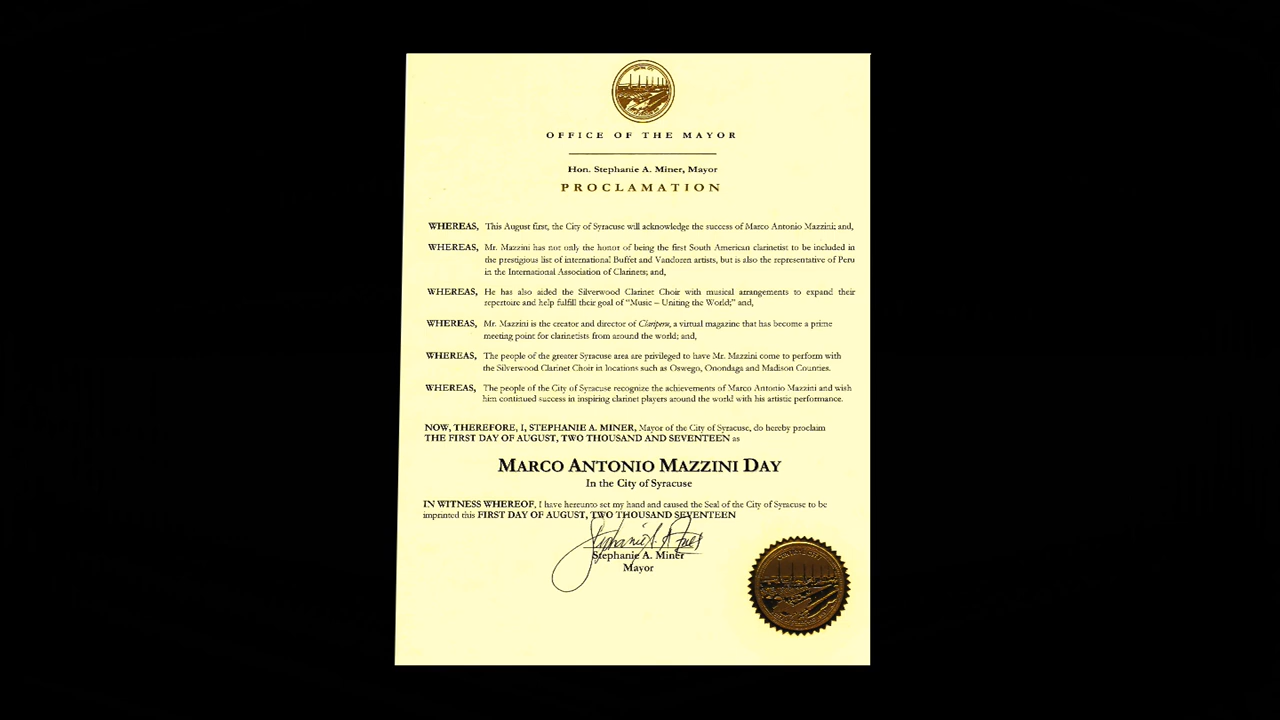 OFFICE OF THE MAYOR
Hon. Stephanie A. Miner, Mayor
PROCLAMATION
WHEREAS, This August first, the City of Syracuse will acknowledge the success of Marco Antonio Mazzini; and,
WHEREAS, Mr. Mazzini has not only the honor of being the first South American clarinetist to be included in
the prestigious list of international Buffet and Vandoren artists, but is also the representative of Peru
in the International Association of Clarinets; and,
WHEREAS, He has also aided the Silverwood Clarinet Choir with musical arrangements to expand their
repertoire and help fulfill their goal of “Music – Uniting the World;” and,
WHEREAS, Mr. Mazzini is the creator and director of Clariperu, a virtual magazine that has become a prime
meeting point for clarinetists from around the world; and,
WHEREAS, The people of the greater Syracuse area are privileged to have Mr. Mazzini come to perform with
the Silverwood Clarinet Choir in locations such as Oswego, Onondaga and Madison Counties.
WHEREAS, The people of the City of Syracuse recognize the achievements of Marco Antonio Mazzini and wish
him continued success in inspiring clarinet players around the world with his artistic performance.
NOW, THEREFORE, I, STEPHANIE A. MINER, Mayor of the City of Syracuse, do hereby proclaim
THE FIRST DAY OF AUGUST, TWO THOUSAND AND SEVENTEEN as
MARCO ANTONIO MAZZINI DAY
In the City of Syracuse
IN WITNESS WHEREOF, I have hereunto set my hand and caused the Seal of the City of Syracuse to be
imprinted this FIRST DAY OF AUGUST, TWO THOUSAND SEVENTEEN
Stephanie A. Miner
Mayor